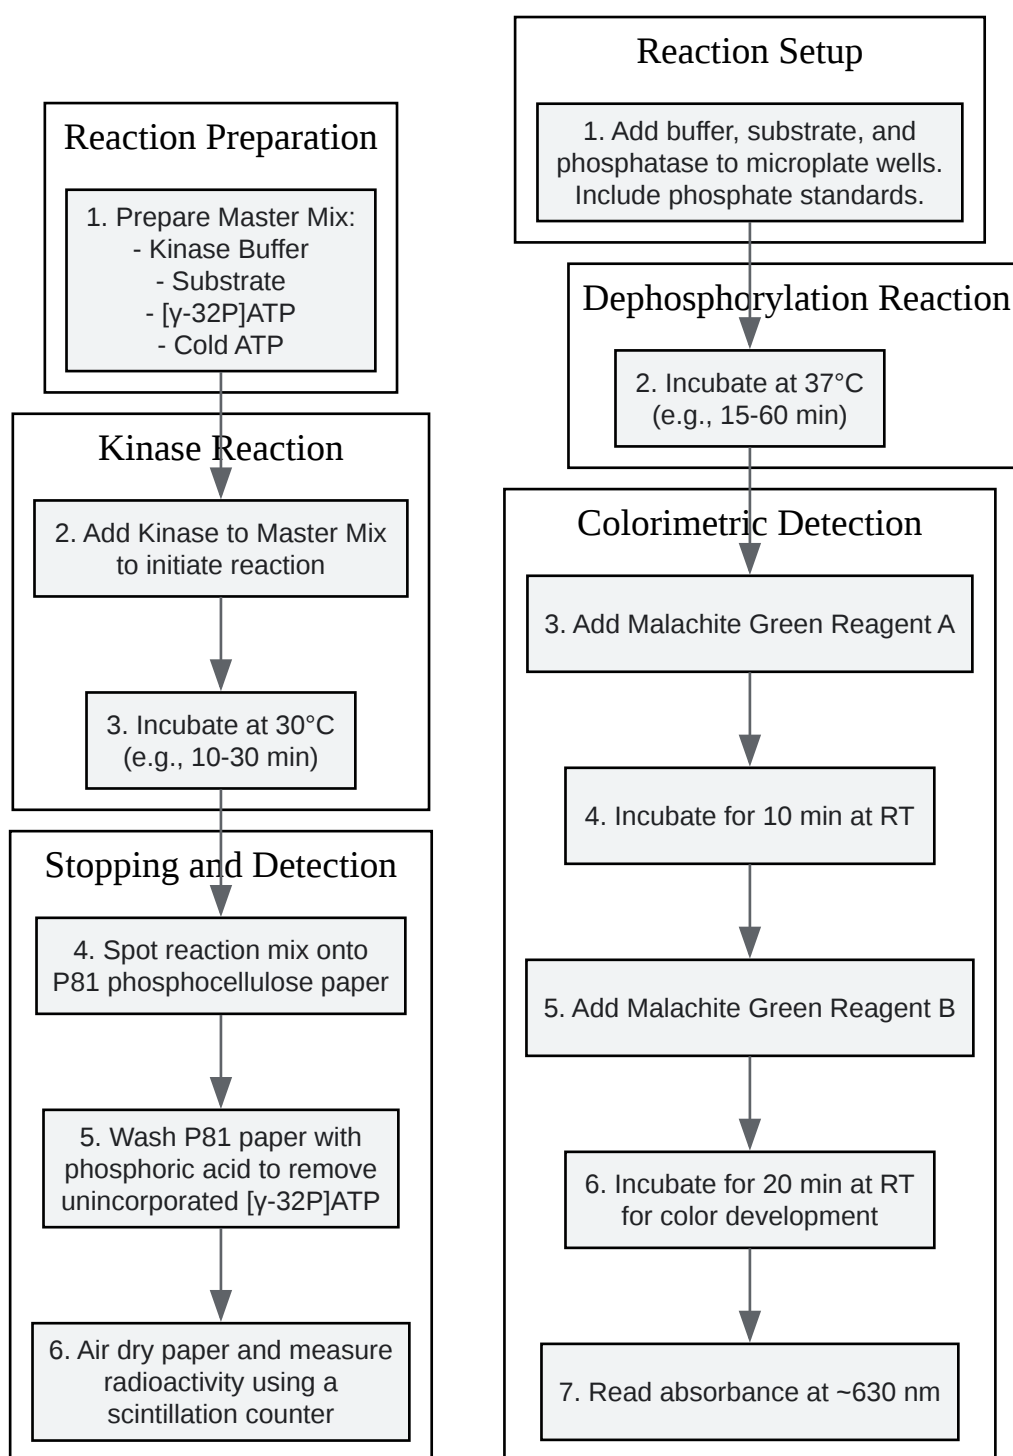 Reaction Preparation
1. Prepare Master Mix:
- Kinase Buffer
- Substrate
- [γ-32P]ATP
- Cold ATP
Kinase Reaction
2. Add Kinase to Master Mix
to initiate reaction
3. Incubate at 30°C
(e.g., 10-30 min)
Stopping and Detection
4. Spot reaction mix onto
P81 phosphocellulose paper
5. Wash P81 paper with
phosphoric acid to remove
unincorporated [γ-32P]ATP
6. Air dry paper and measure
radioactivity using a
scintillation counter
Reaction Setup
1. Add buffer, substrate, and
phosphatase to microplate wells.
Include phosphate standards.
Dephosphorylation Reaction
2. Incubate at 37°C
(e.g., 15-60 min)
Colorimetric Detection
3. Add Malachite Green Reagent A
4. Incubate for 10 min at RT
5. Add Malachite Green Reagent B
6. Incubate for 20 min at RT
for color development
7. Read absorbance at ~630 nm